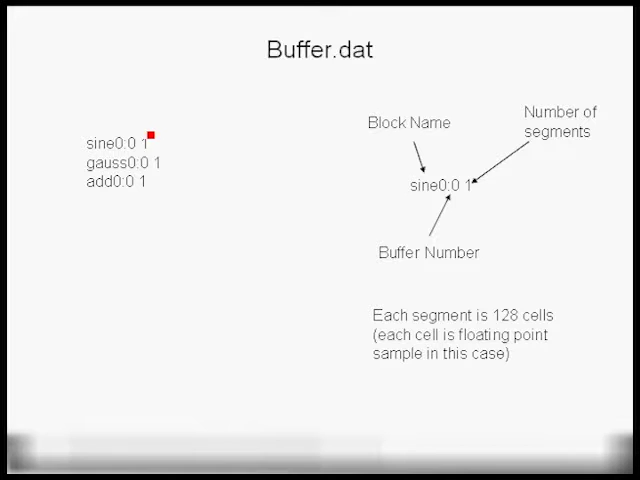 Buffer.dat
sine0:0 1
gauss0:0 1
add0:0 1
Block Name
Number of
segments
sine0:0 1
Buffer Number
Each segment is 128 cells
(each cell is floating point
sample in this case)